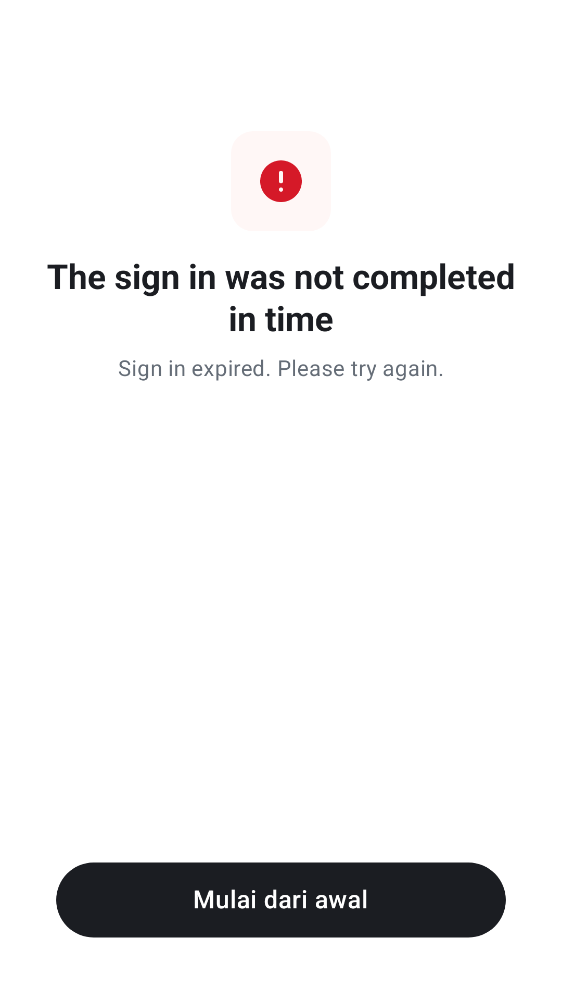 The sign in was not completed
in time
Sign in expired. Please try again.
Mulai dari awal